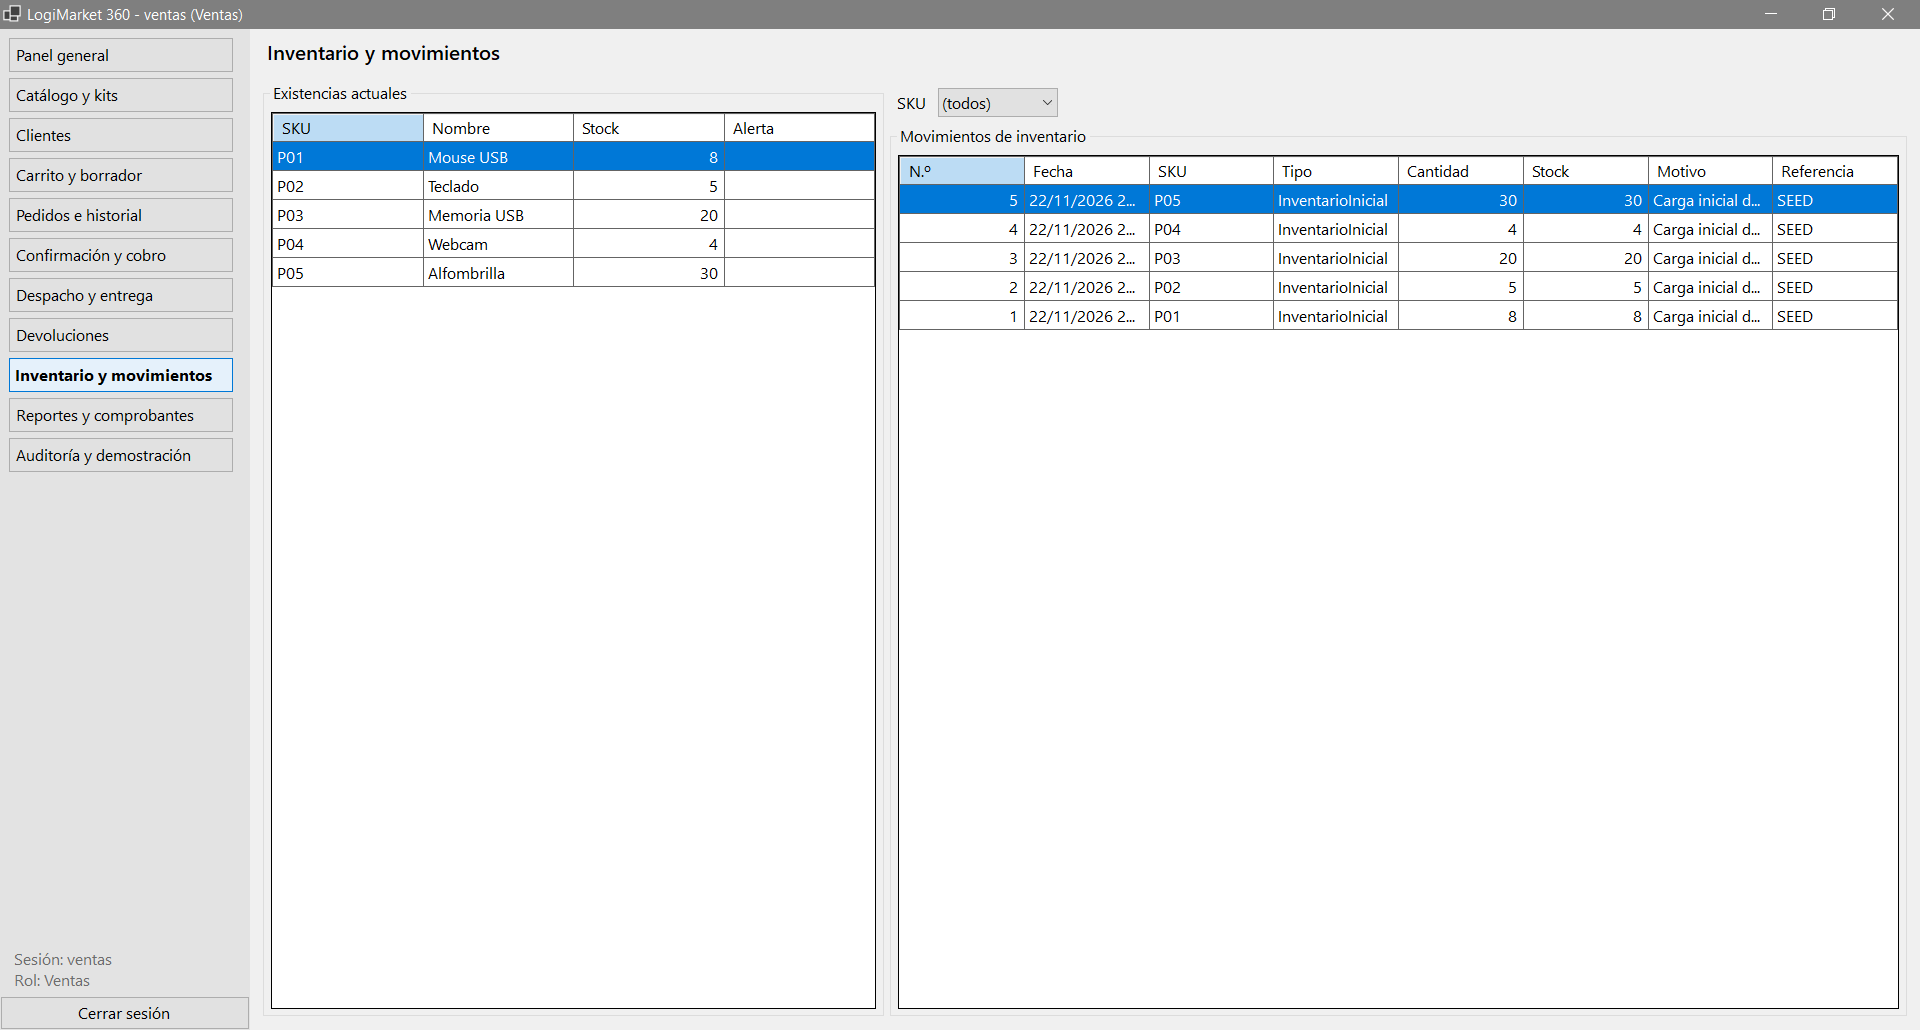 LogiMarket 360 - ventas (Ventas)
Panel general
Catálogo y kits
Clientes
Carrito y borrador
Pedidos e historial
Confirmación y cobro
Despacho y entrega
Devoluciones
Inventario y movimientos
Reportes y comprobantes
Auditoría y demostración
Sesión: ventas
Rol: Ventas
Cerrar sesión
Inventario y movimientos
Existencias actuales
SKU Nombre Stock Alerta
P01 Mouse USB 8
P02 Teclado 5
P03 Memoria USB 20
P04 Webcam 4
P05 Alfombrilla 30
SKU (todos)
Movimientos de inventario
N.º Fecha SKU Tipo Cantidad Stock Motivo Referencia
5 22/11/2026 2... P05 InventarioInicial 30 30 Carga inicial d... SEED
4 22/11/2026 2... P04 InventarioInicial 4 4 Carga inicial d... SEED
3 22/11/2026 2... P03 InventarioInicial 20 20 Carga inicial d... SEED
2 22/11/2026 2... P02 InventarioInicial 5 5 Carga inicial d... SEED
1 22/11/2026 2... P01 InventarioInicial 8 8 Carga inicial d... SEED